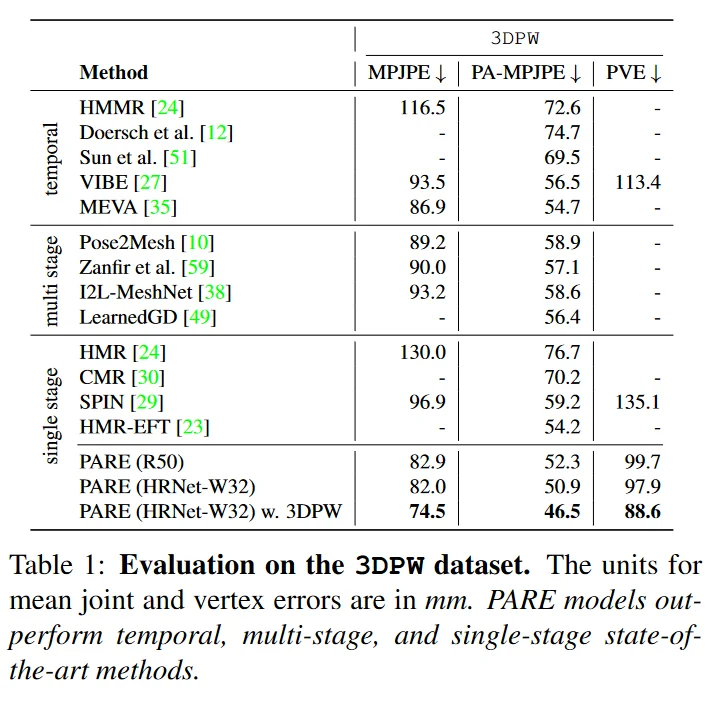 3DPW
Method MPJPE ↓ PA-MPJPE ↓ PVE ↓
temporal
HMMR [24] 116.5 72.6 -
Doersch et al. [12] - 74.7 -
Sun et al. [51] - 69.5 -
VIBE [27] 93.5 56.5 113.4
MEVA [35] 86.9 54.7 -
multi stage
Pose2Mesh [10] 89.2 58.9 -
Zanfir et al. [59] 90.0 57.1 -
I2L-MeshNet [38] 93.2 58.6 -
LearnedGD [49] - 56.4 -
single stage
HMR [24] 130.0 76.7
CMR [30] - 70.2 -
SPIN [29] 96.9 59.2 135.1
HMR-EFT [23] - 54.2 -
PARE (R50) 82.9 52.3 99.7
PARE (HRNet-W32) 82.0 50.9 97.9
PARE (HRNet-W32) w. 3DPW 74.5 46.5 88.6
Table 1: Evaluation on the 3DPW dataset. The units for
mean joint and vertex errors are in mm. PARE models out-
perform temporal, multi-stage, and single-stage state-of-
the-art methods.